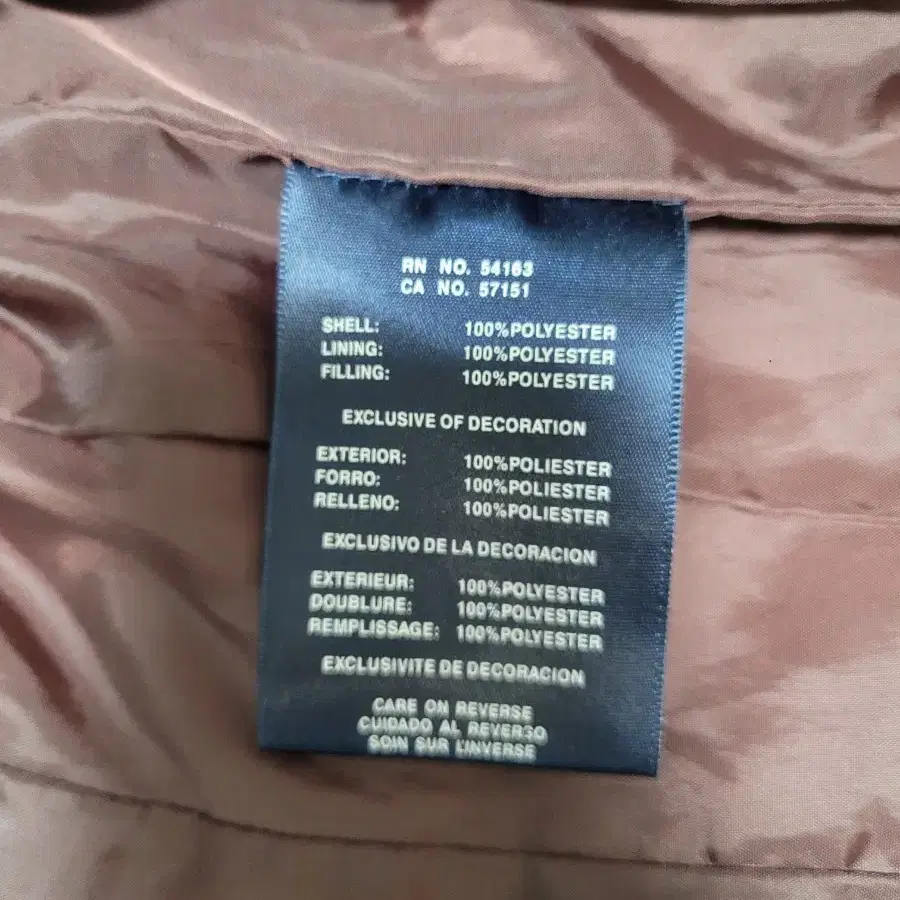 RN NO. 54163
CA NO. 57151
SHELL: 100%POLYESTER
LINING: 100%POLYESTER
FILLING: 100%POLYESTER
EXCLUSIVE OF DECORATION
EXTERIOR: 100%POLIESTER
FORRO: 100%POLIESTER
RELLENO: 100%POLIESTER
EXCLUSIVO DE LA DECORACION
EXTERIEUR: 100%POLYESTER
DOUBLURE: 100%POLYESTER
REMPLISSAGE: 100%POLYESTER
EXCLUSIVITE DE DECORACION
CARE ON REVERSE
CUIDADO AL REVERSO
SOIN SUR L'INVERSE